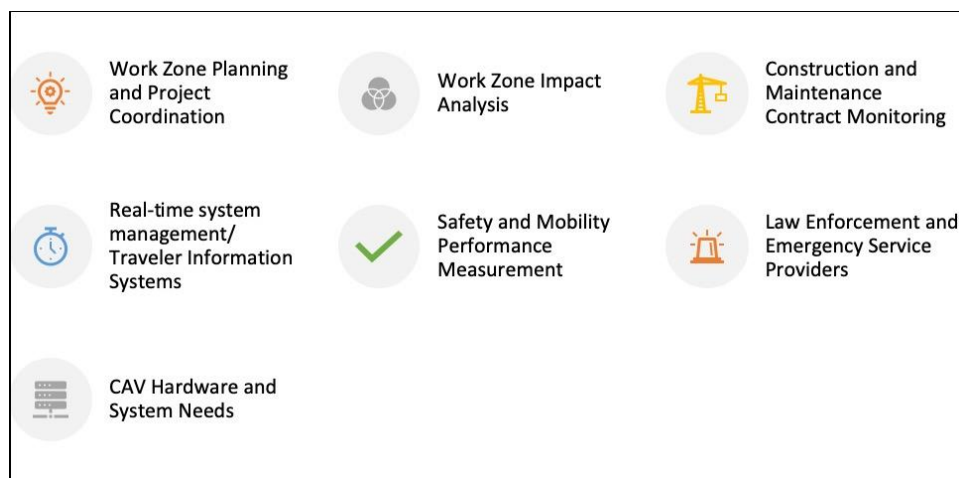 Work Zone Planning
and Project
Coordination
Work Zone Impact
Analysis
Construction and
Maintenance
Contract Monitoring
Real-time system
management/
Traveler Information
Systems
Safety and Mobility
Performance
Measurement
Law Enforcement and
Emergency Service
Providers
CAV Hardware and
System Needs